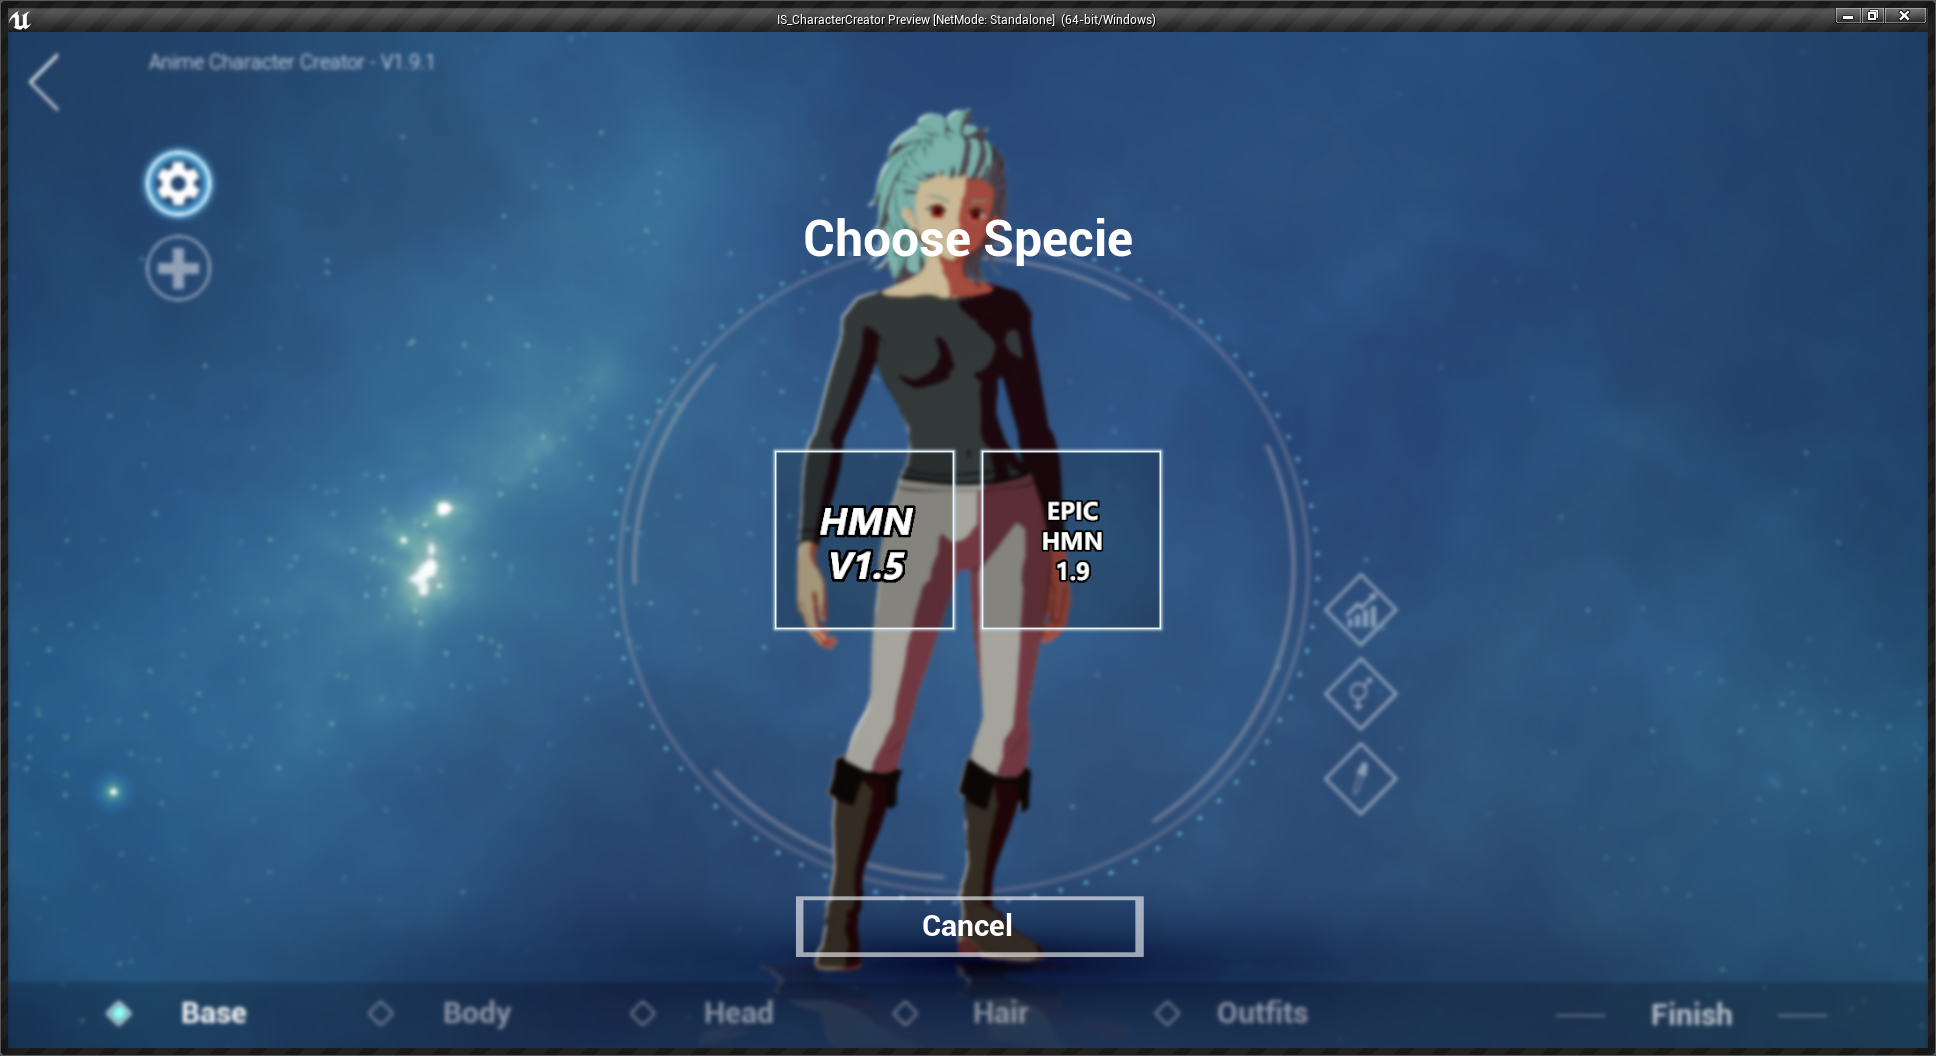 IS_CharacterCreator Preview [NetMode: Standalone] (64-bit/Windows)
Anime Character Creator - V1.9.1
Choose Specie
HMN
V1.5
EPIC
HMN
1.9
Cancel
Base
Body
Head
Hair
Outfits
Finish